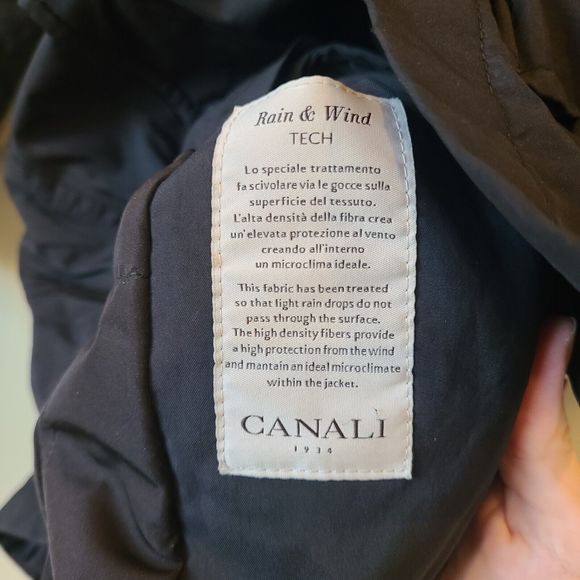 Rain & Wind
TECH
Lo speciale trattamento
fa scivolare via le gocce sulla
superficie del tessuto.
L'alta densità della fibra crea
un'elevata protezione al vento
creando all'interno
un microclima ideale.
This fabric has been treated
so that light rain drops do not
pass through the surface.
The high density fibers provide
a high protection from the wind
and mantain an ideal microclimate
within the jacket.
CANALI
1934